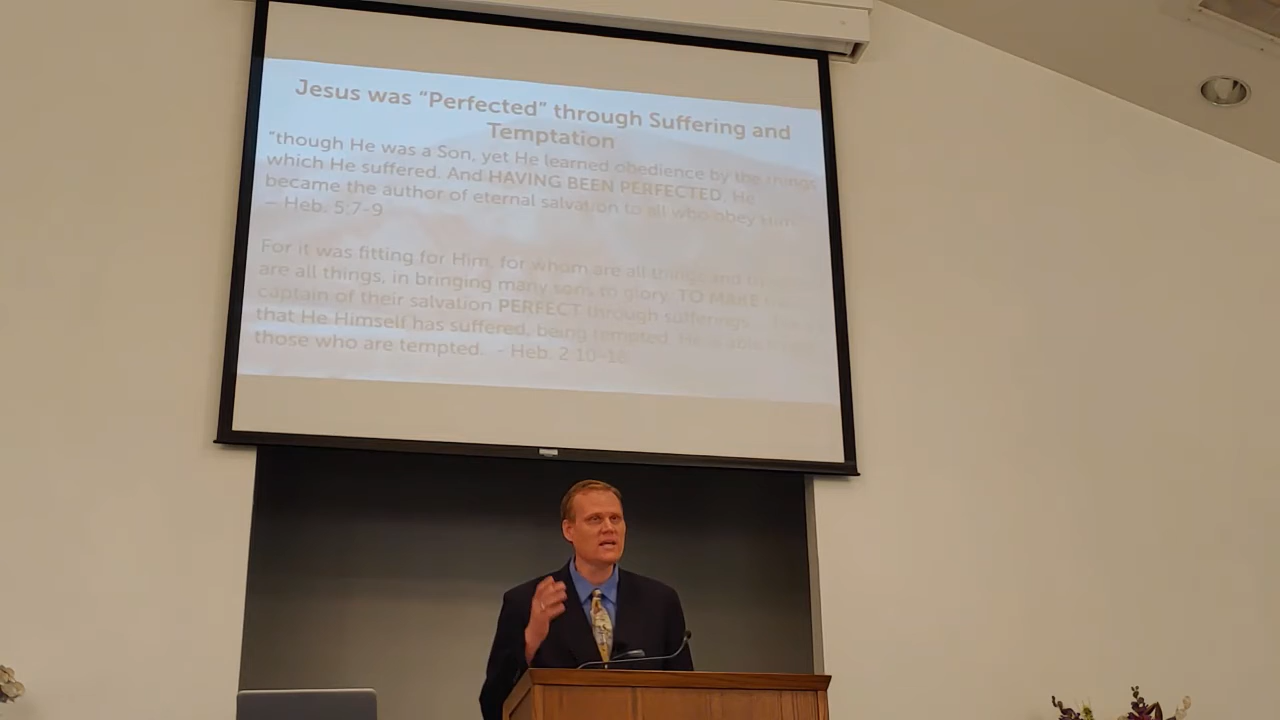 Jesus was “Perfected” through Suffering and
Temptation
“though He was a Son, yet He learned obedience by the things
which He suffered. And HAVING BEEN PERFECTED, He
became the author of eternal salvation to all who obey Him
– Heb. 5:7-9
For it was fitting for Him, for whom are all things and
are all things, in bringing many sons to glory, TO MAKE
captain of their salvation PERFECT through sufferings
that He Himself has suffered, being tempted, He is able
those who are tempted. - Heb. 2:10-18